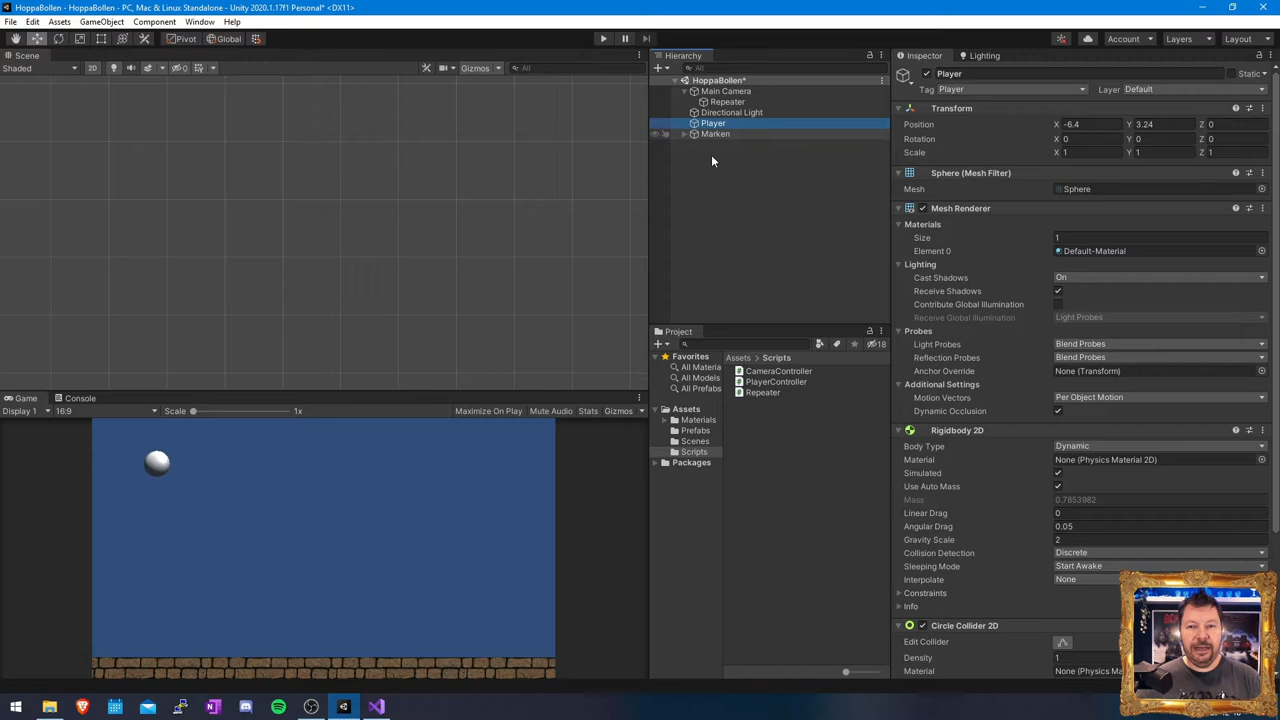 HoppaBollen - HoppaBollen - PC, Mac & Linux Standalone - Unity 2020.1.17f1 Personal* <DX11>
File Edit Assets GameObject Component Window Help
Pivot Global Account Layers Layout
Scene
Shaded 2D 0 Gizmos All
Hierarchy
All
HoppaBollen*
Main Camera
Repeater
Directional Light
Player
Marken
Game Console
Display 1 16:9 Scale 1x Maximize On Play Mute Audio Stats Gizmos
Project
18
Favorites
All Materia
All Models
All Prefabs
Assets
Materials
Prefabs
Scenes
Scripts
Packages
Assets Scripts
CameraController
PlayerController
Repeater
Inspector Lighting
Player Static
Tag Player Layer Default
Transform
Position X -6.4 Y 3.24 Z 0
Rotation X 0 Y 0 Z 0
Scale X 1 Y 1 Z 1
Sphere (Mesh Filter)
Mesh Sphere
Mesh Renderer
Materials
Size 1
Element 0 Default-Material
Lighting
Cast Shadows On
Receive Shadows
Contribute Global Illumination
Receive Global Illumination Light Probes
Probes
Light Probes Blend Probes
Reflection Probes Blend Probes
Anchor Override None (Transform)
Additional Settings
Motion Vectors Per Object Motion
Dynamic Occlusion
Rigidbody 2D
Body Type Dynamic
Material None (Physics Material 2D)
Simulated
Use Auto Mass
Mass 0.7853982
Linear Drag 0
Angular Drag 0.05
Gravity Scale 2
Collision Detection Discrete
Sleeping Mode Start Awake
Interpolate None
Constraints
Info
Circle Collider 2D
Edit Collider
Density 1
Material None (Physics Ma